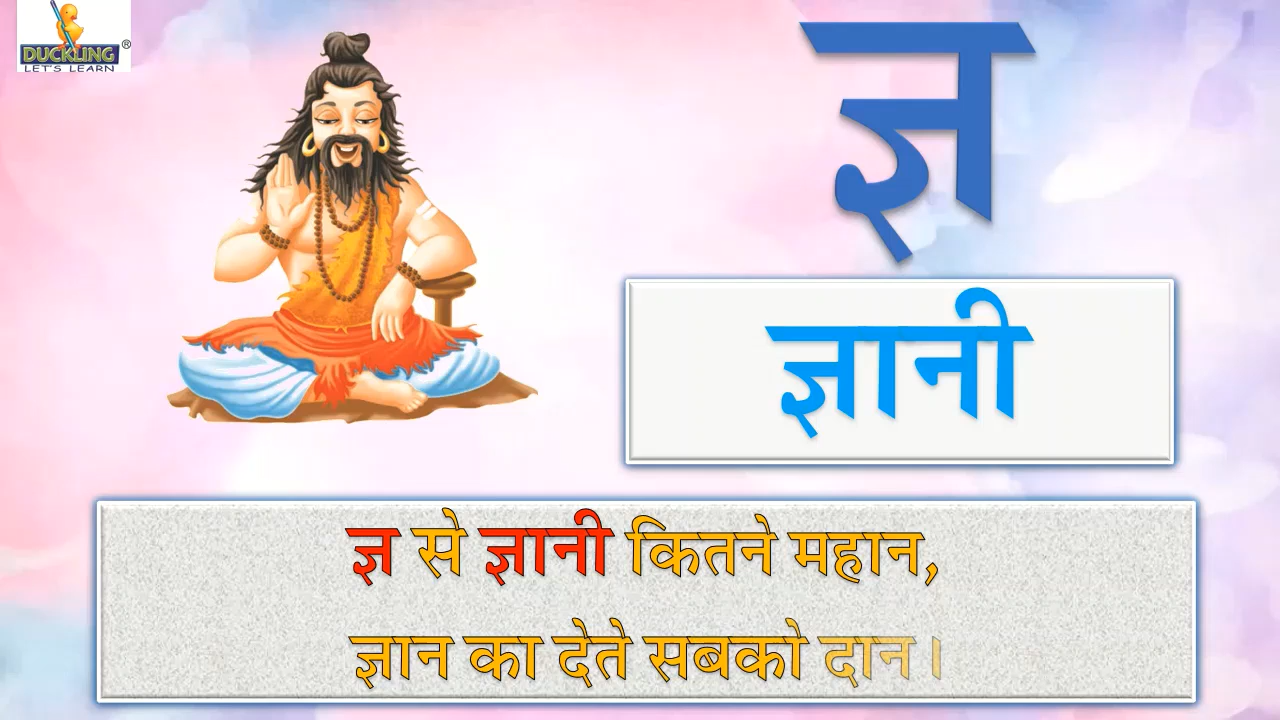 DUCKLING®
LET'S LEARN
ज्ञ
ज्ञानी
ज्ञ से ज्ञानी कितने महान,
ज्ञान का देते सबको दान।